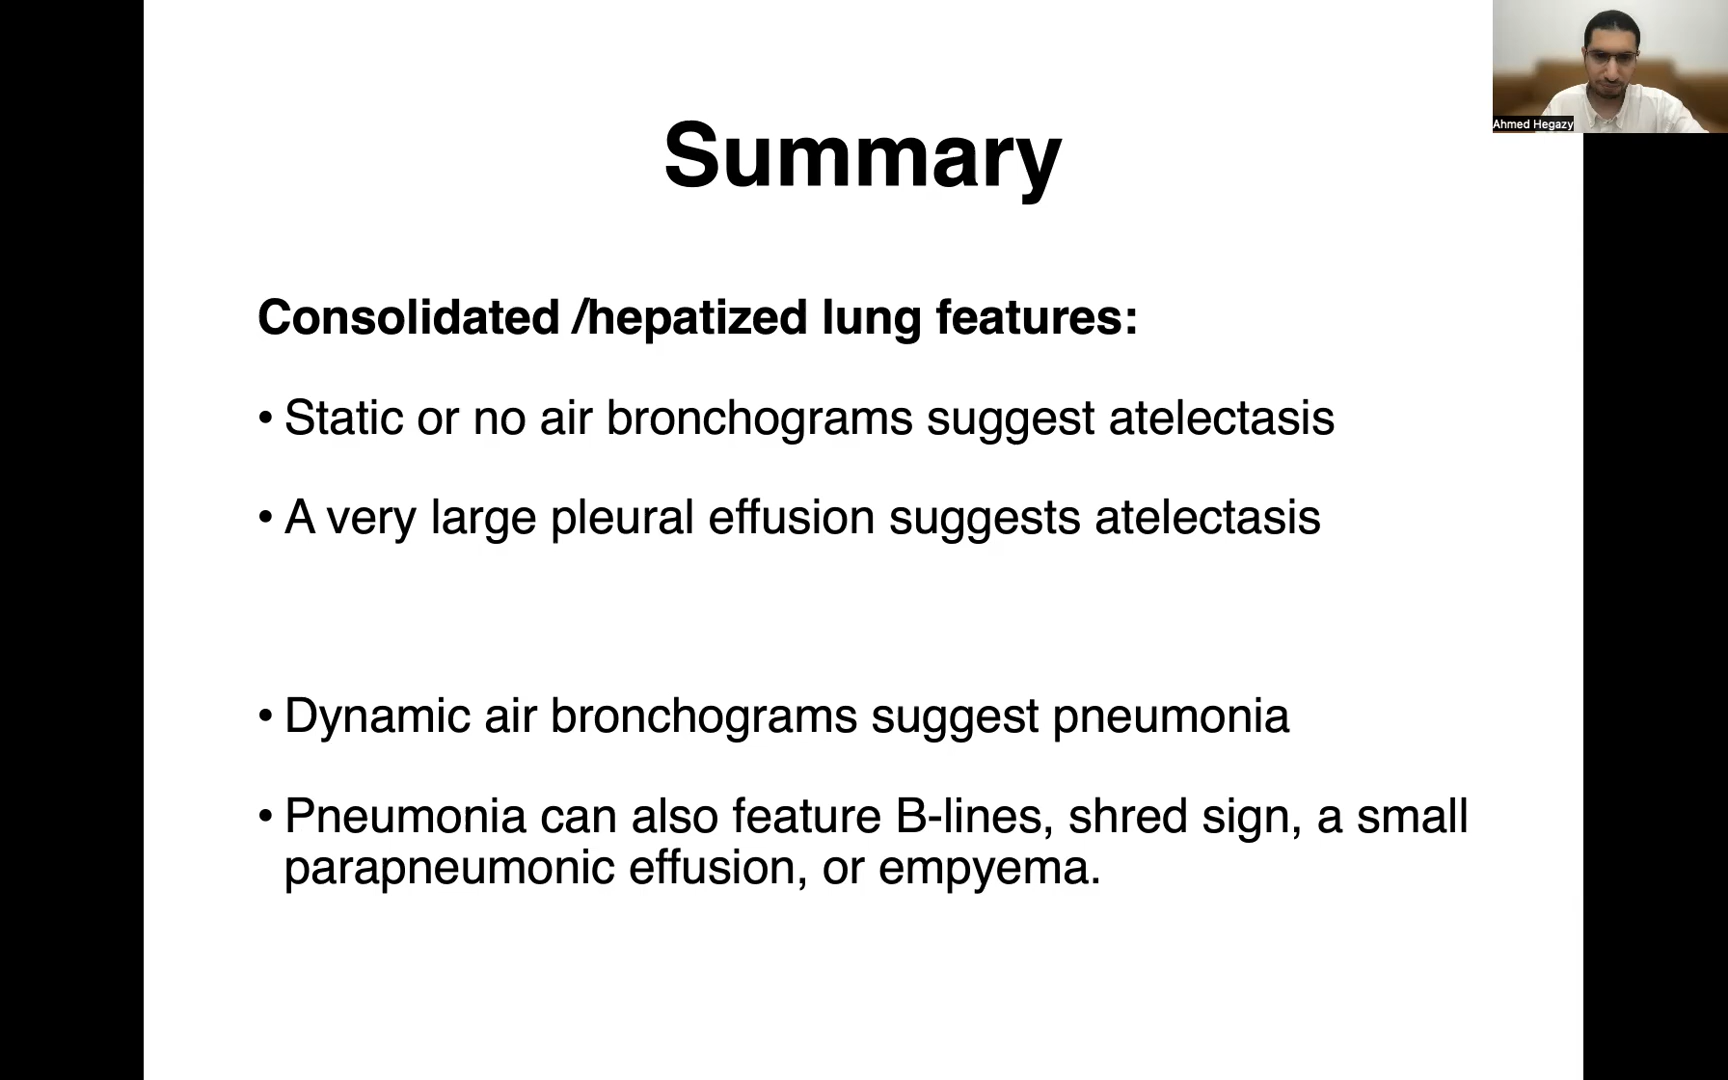 Ahmed Hegazy
Summary
Consolidated /hepatized lung features:
• Static or no air bronchograms suggest atelectasis
• A very large pleural effusion suggests atelectasis
• Dynamic air bronchograms suggest pneumonia
• Pneumonia can also feature B-lines, shred sign, a small
parapneumonic effusion, or empyema.